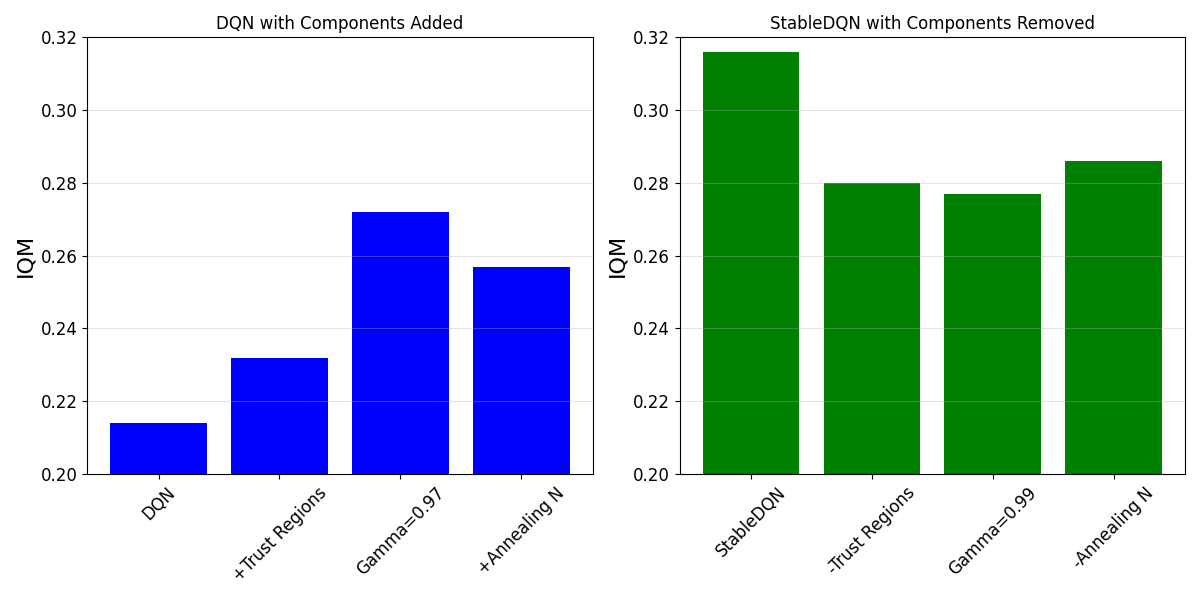 DQN with Components Added
IQM
0.32
0.30
0.28
0.26
0.24
0.22
0.20
DQN
+Trust Regions
Gamma=0.97
+Annealing N
StableDQN with Components Removed
IQM
0.32
0.30
0.28
0.26
0.24
0.22
0.20
StableDQN
-Trust Regions
Gamma=0.99
-Annealing N